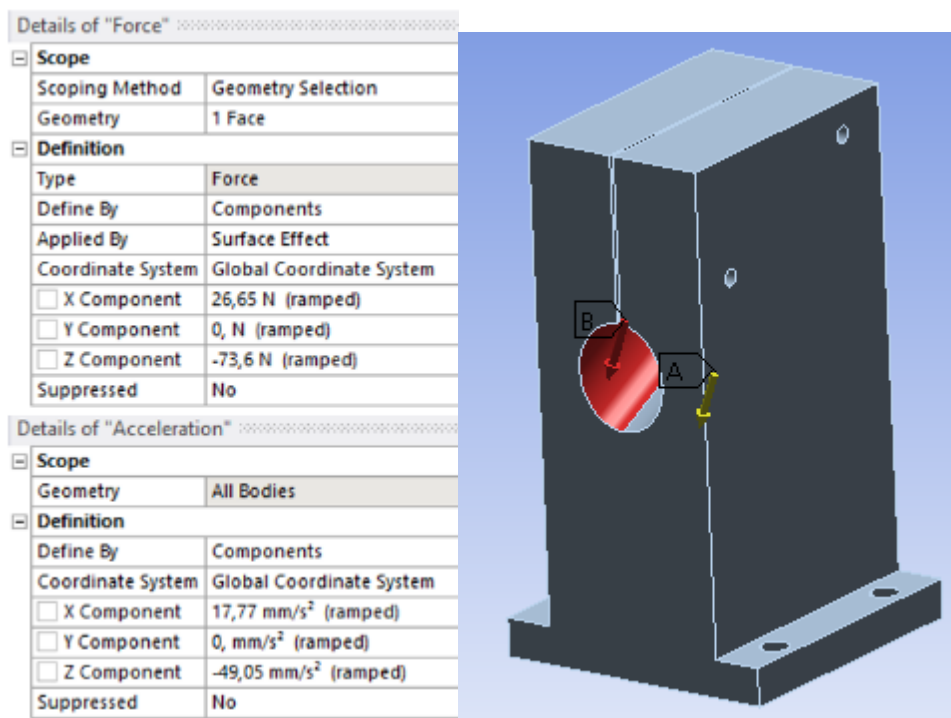 Details of "Force"
Scope
Scoping Method Geometry Selection
Geometry 1 Face
Definition
Type Force
Define By Components
Applied By Surface Effect
Coordinate System Global Coordinate System
X Component 26,65 N (ramped)
Y Component 0, N (ramped)
Z Component -73,6 N (ramped)
Suppressed No
Details of "Acceleration"
Scope
Geometry All Bodies
Definition
Define By Components
Coordinate System Global Coordinate System
X Component 17,77 mm/s² (ramped)
Y Component 0, mm/s² (ramped)
Z Component -49,05 mm/s² (ramped)
Suppressed No
B
A